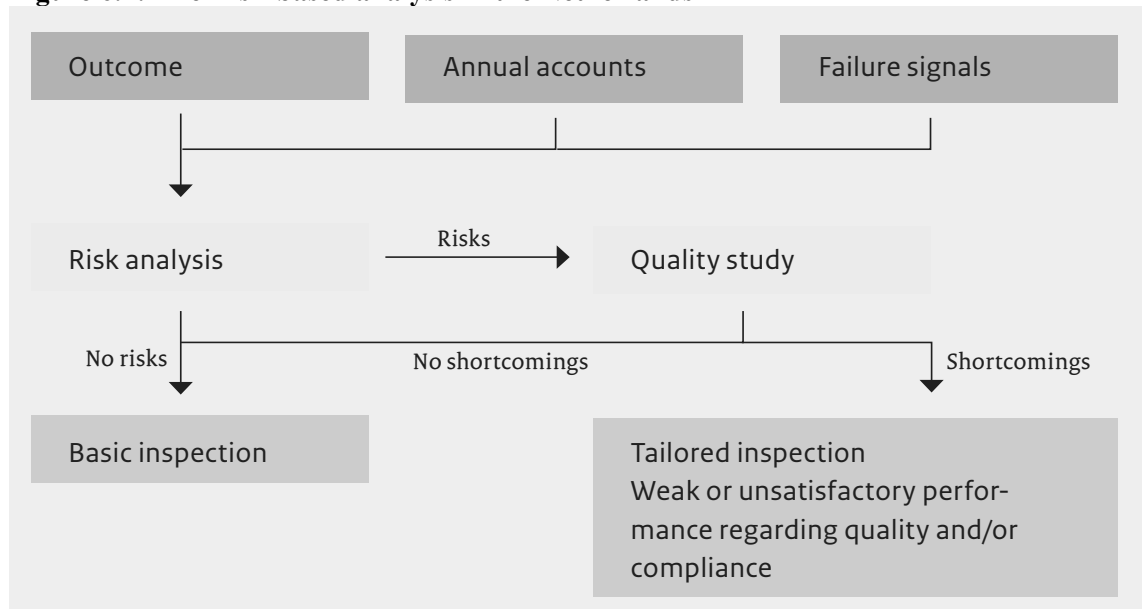 Outcome
Annual accounts
Failure signals
Risk analysis
Risks
Quality study
No risks
No shortcomings
Shortcomings
Basic inspection
Tailored inspection
Weak or unsatisfactory perfor-
mance regarding quality and/or
compliance